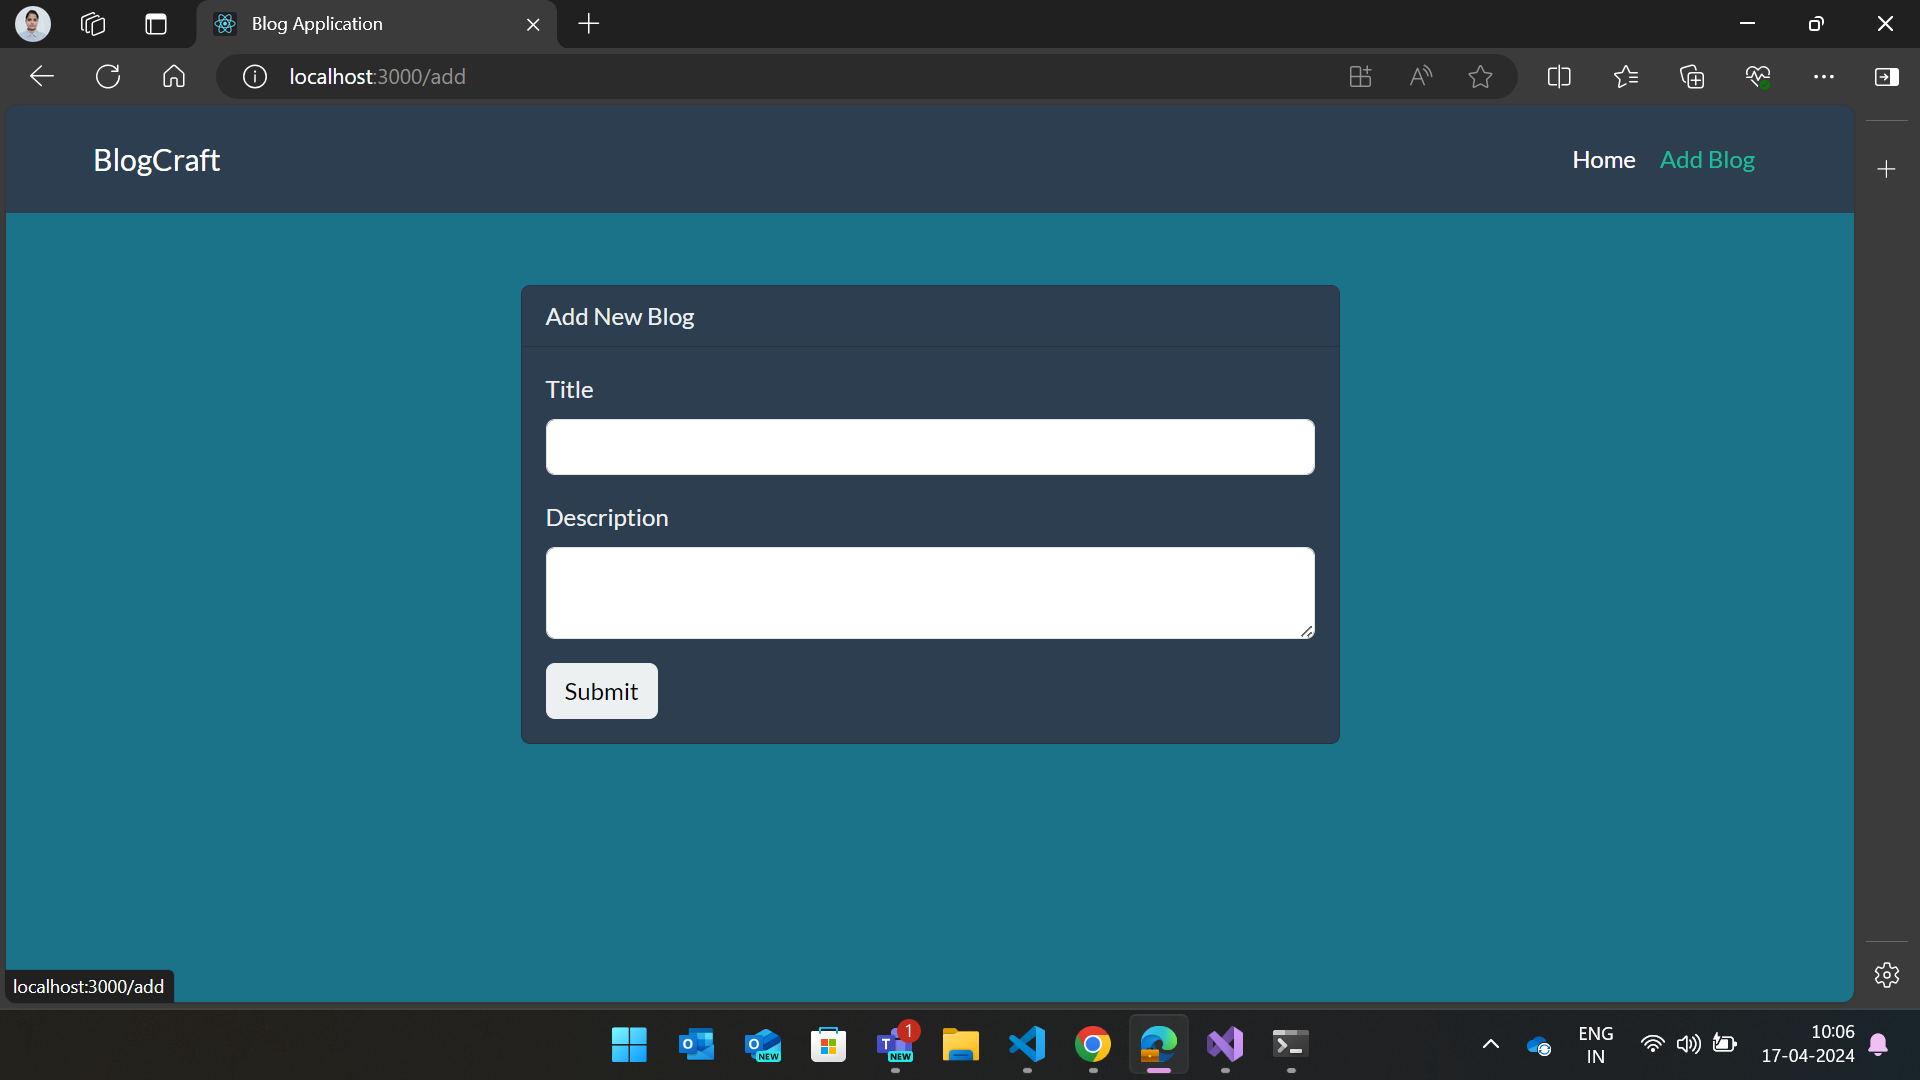 Blog Application
localhost:3000/add
BlogCraft
Home Add Blog
Add New Blog
Title
Description
Submit
localhost:3000/add
1
NEW
NEW
ENG
IN
10:06
17-04-2024